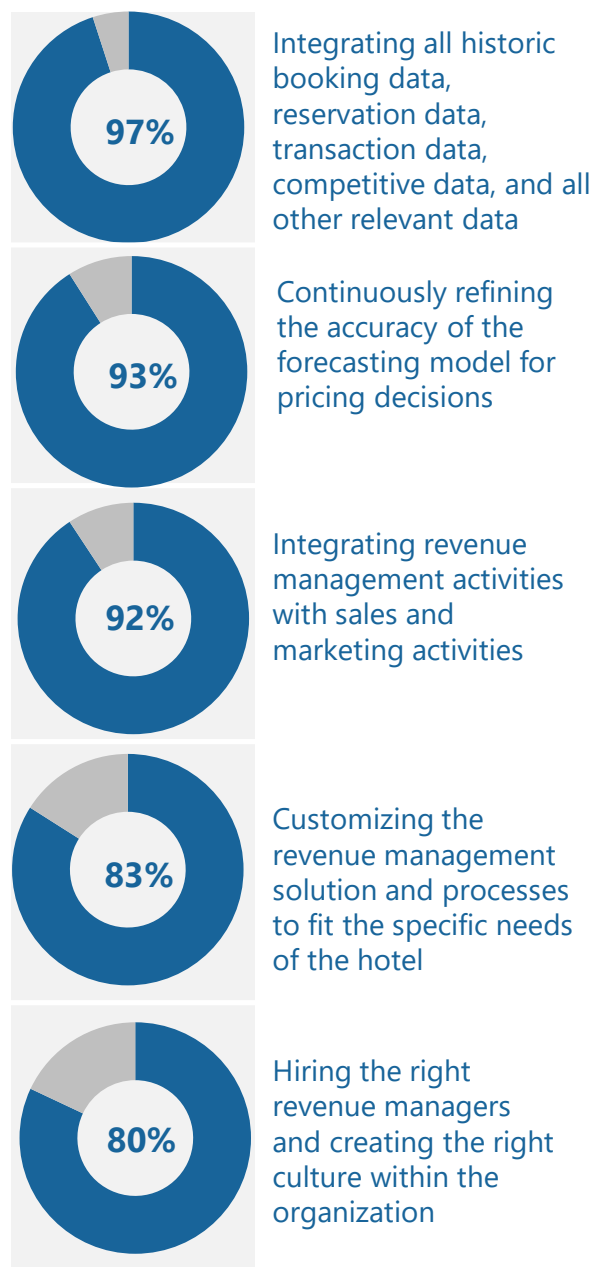 97%
Integrating all historic
booking data,
reservation data,
transaction data,
competitive data, and all
other relevant data
93%
Continuously refining
the accuracy of the
forecasting model for
pricing decisions
92%
Integrating revenue
management activities
with sales and
marketing activities
83%
Customizing the
revenue management
solution and processes
to fit the specific needs
of the hotel
80%
Hiring the right
revenue managers
and creating the right
culture within the
organization